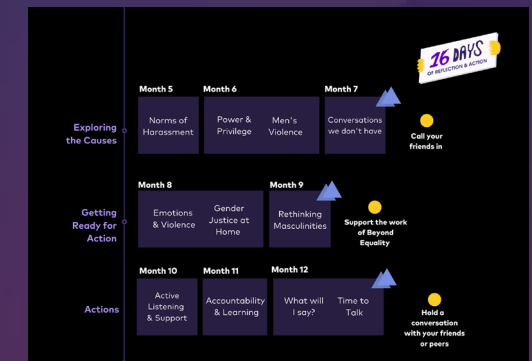 16 DAYS
OF REFLECTION & ACTION
Month 5
Month 6
Month 7
Exploring
the Causes
Norms of
Harassment
Power &
Privilege
Men's
Violence
Conversations
we don't have
Call your
friends in
Month 8
Month 9
Getting
Ready for
Action
Emotions
& Violence
Gender
Justice at
Home
Rethinking
Masculinities
Support the work
of Beyond
Equality
Month 10
Month 11
Month 12
Actions
Active
Listening
& Support
Accountability
& Learning
What will
I say?
Time to
Talk
Hold a
conversation
with your friends
or peers